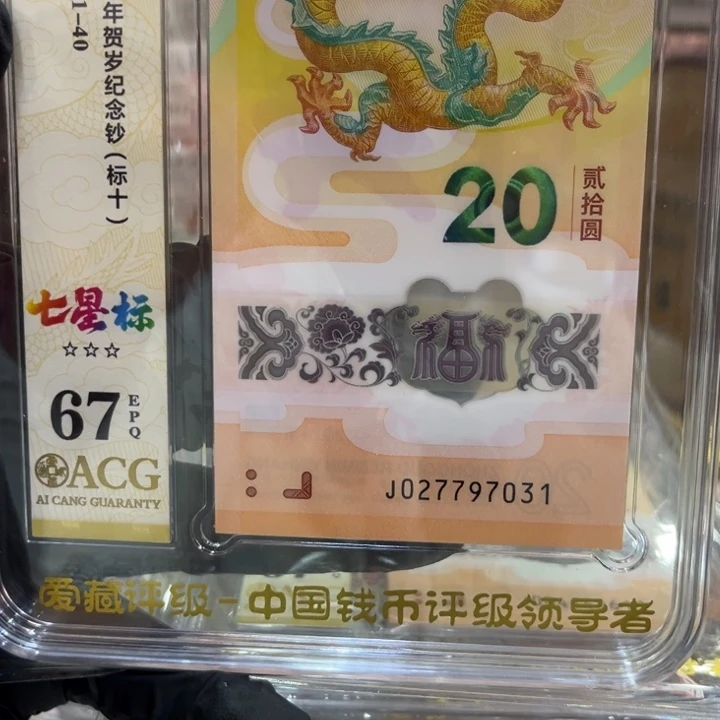 年贺岁纪念钞(标十)
1-40
七星标
☆☆☆
67 EPQ
ACG
AI CANG GUARANTY
20
贰拾圆
福
J027797031
爱藏评级-中国钱币评级领导者